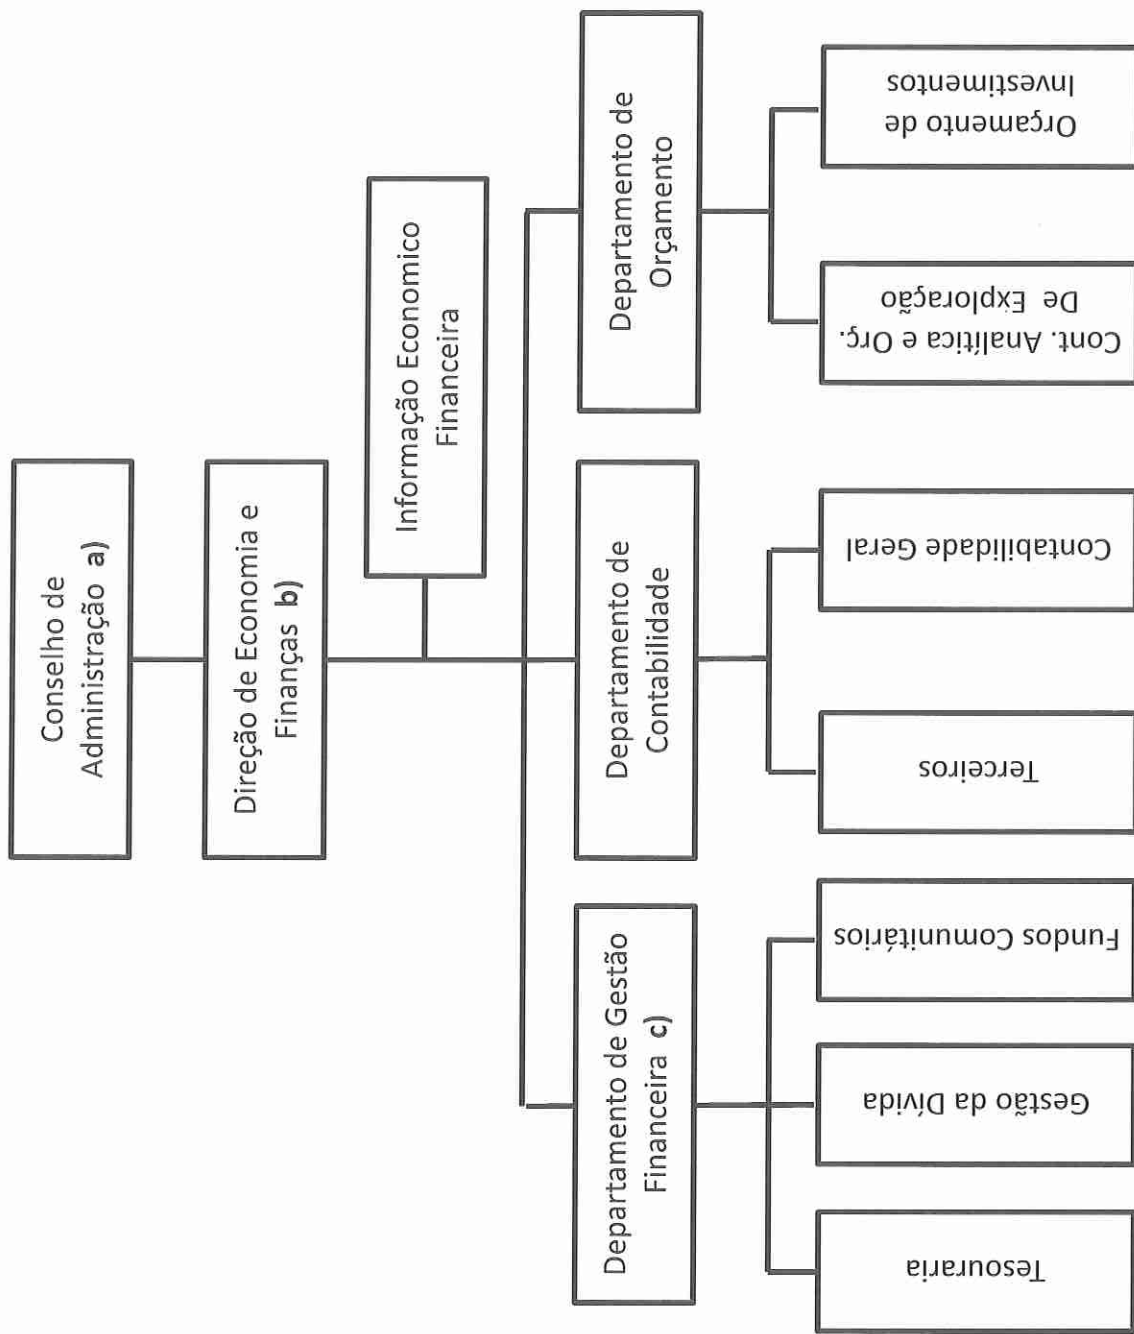 Conselho de
Administração a)
Direção de Economia e
Finanças b)
Informação Economico
Financeira
Departamento de Gestão
Financeira c)
Departamento de
Contabilidade
Departamento de
Orçamento
Tesouraria
Gestão da Dívida
Fundos Comunitários
Terceiros
Contabilidade Geral
Cont. Analítica e Orç.
De Exploração
Orçamento de
Investimentos